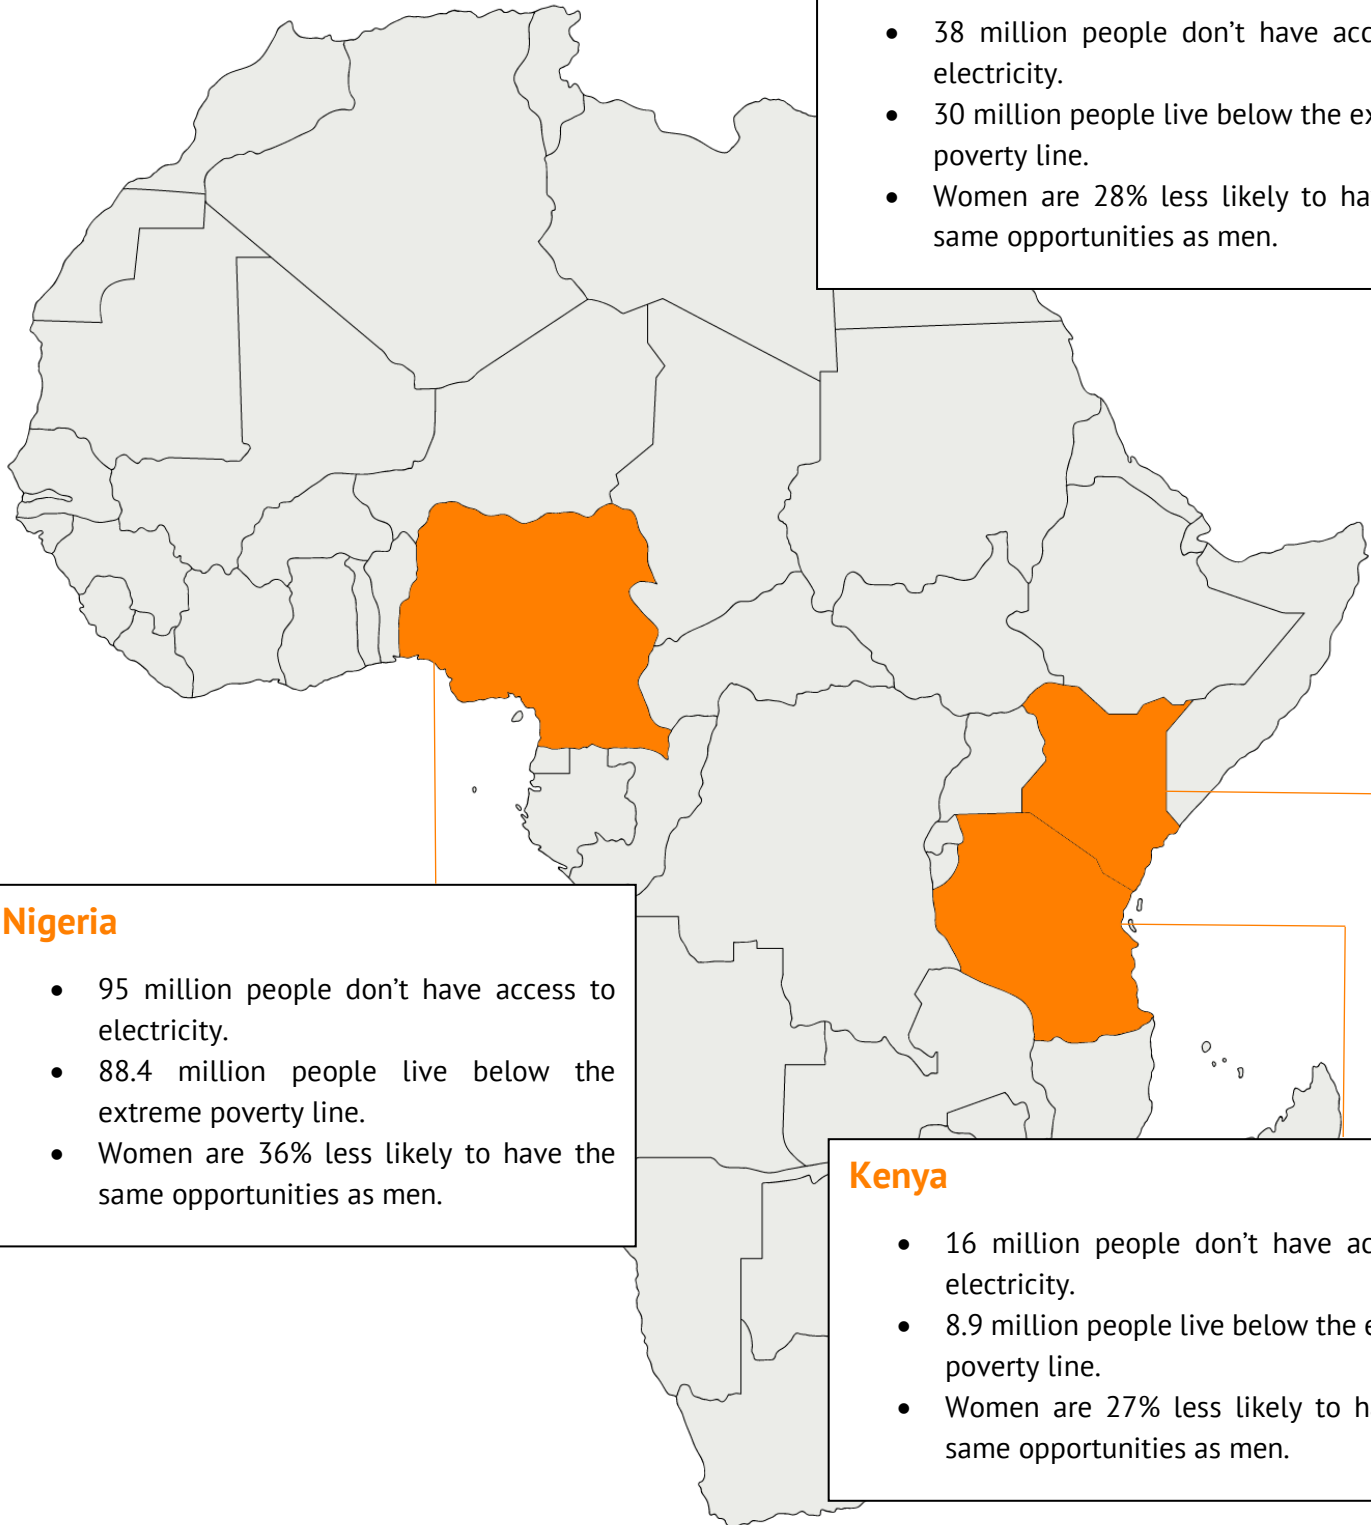 • 38 million people don’t have
electricity.
• 30 million people live below the
poverty line.
• Women are 28% less likely to
same opportunities as men.
Nigeria
• 95 million people don’t have access to
electricity.
• 88.4 million people live below the
extreme poverty line.
• Women are 36% less likely to have the
same opportunities as men.
Kenya
• 16 million people don’t have
electricity.
• 8.9 million people live below the
poverty line.
• Women are 27% less likely to
same opportunities as men.